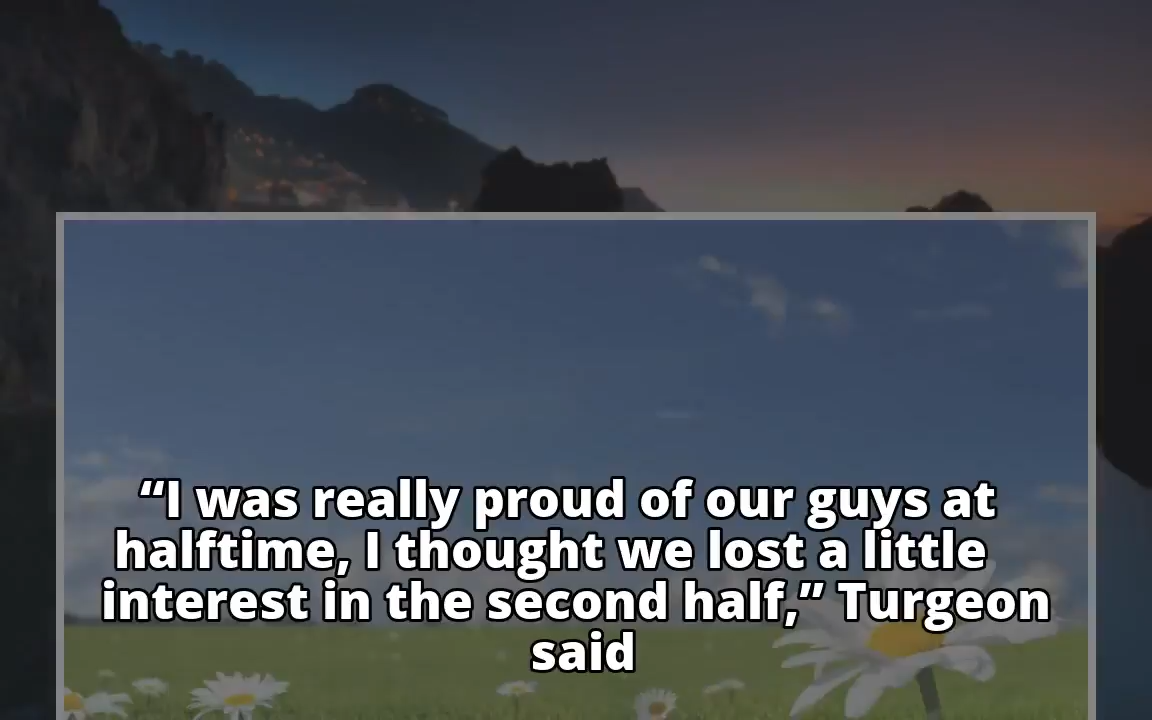 “I was really proud of our guys at
halftime, I thought we lost a little
interest in the second half,” Turgeon
said